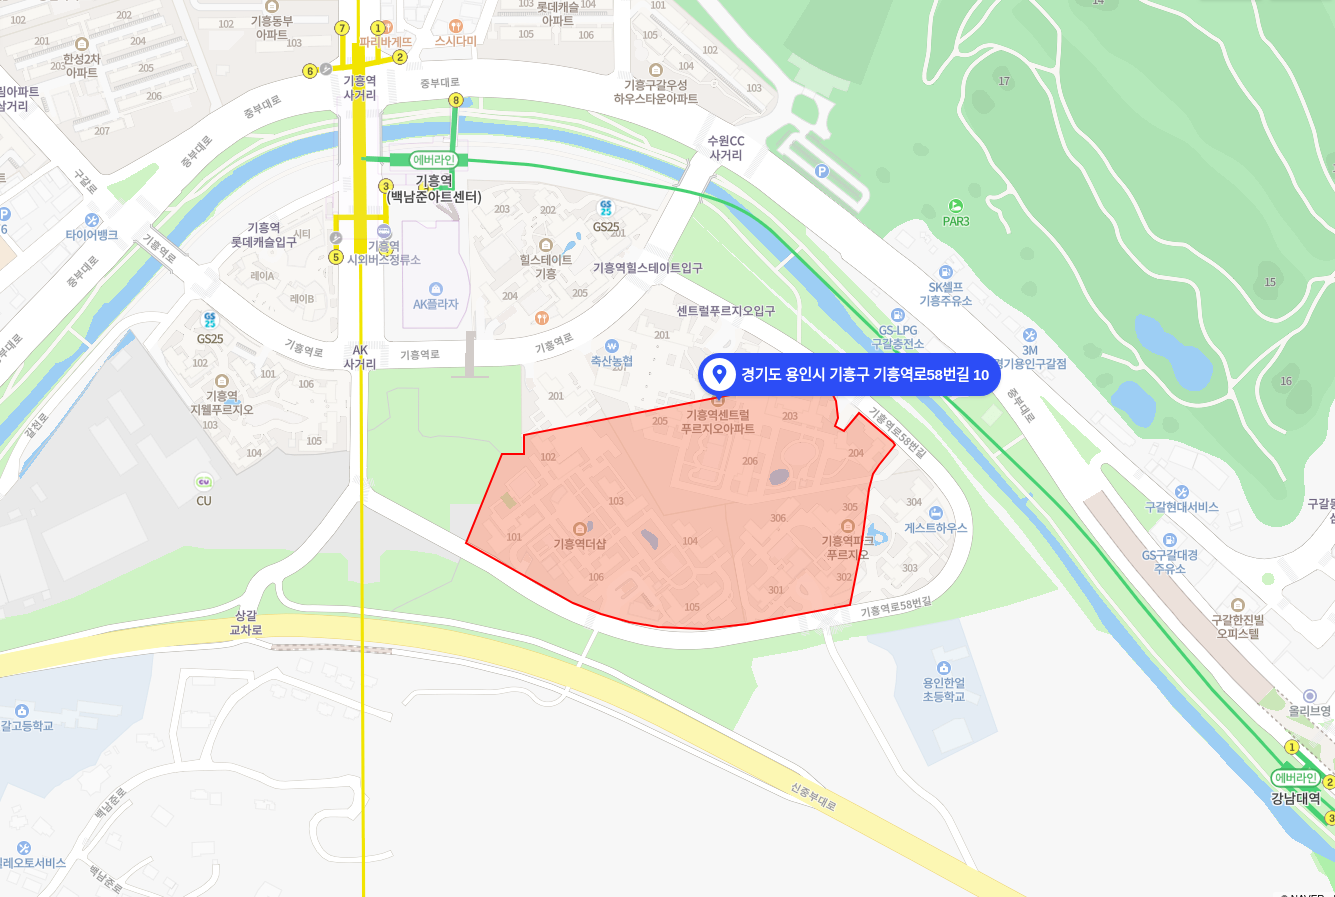 102
202
기흥동부
아파트
102
103
201
한성2차
아파트
203
204
205
206
207
림아파트
삼거리
7
1
파리바게뜨
2
6
기흥역
사거리
스시다미
103
104
롯데캐슬
아파트
105
106
101
105
102
103
기흥구갈우성
하우스타운아파트
중부대로
중부대로
중부대로
8
수원CC
사거리
P
14
17
15
16
PAR3
에버라인
기흥역
(백남준아트센터)
3
5
구갈로
P
6
타이어뱅크
기흥역로
중부대로
중부대로
기흥역
롯데캐슬입구
시티
레이A
레이B
기흥역
시외버스정류소
AK플라자
203
202
GS25
GS25
201
힐스테이트
기흥
204
205
기흥역힐스테이트입구
센트럴푸르지오입구
SK셀프
기흥주유소
GS-LPG
구갈충전소
3M
경기용인구갈점
GS25
GS25
102
101
106
기흥역
지웰푸르지오
103
105
104
갈천로
기흥역로
AK
사거리
기흥역로
기흥역로
축산농협
201
201
경기도 용인시 기흥구 기흥역로58번길 10
기흥역센트럴
푸르지오아파트
205
203
206
204
기흥역로58번길
중부대로
CU
CU
102
103
101
기흥역더샵
104
106
105
306
305
기흥역파크
푸르지오
302
301
304
게스트하우스
303
기흥역로58번길
구갈현대서비스
GS구갈대경
주유소
구갈한진빌
오피스텔
상갈
교차로
갈고등학교
용인한얼
초등학교
올리브영
1
2
3
에버라인
강남대역
신중부대로
백남준로
백남준로
밀레오토서비스
© NAVER